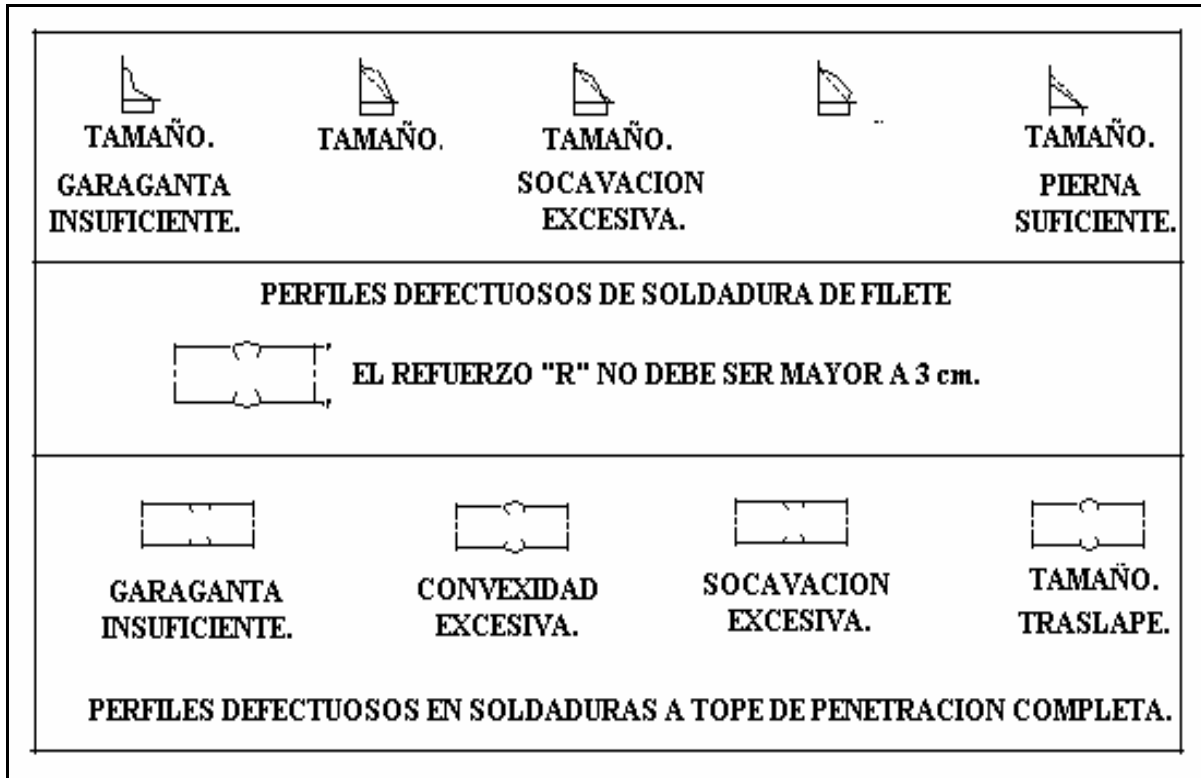 TAMAÑO. TAMAÑO. TAMAÑO. TAMAÑO.
GARAGANTA SOCAVACION PIERNA
INSUFICIENTE. EXCESIVA. SUFICIENTE.
PERFILES DEFECTUOSOS DE SOLDADURA DE FILETE
EL REFUERZO "R" NO DEBE SER MAYOR A 3 cm.
GARAGANTA CONVEXIDAD SOCAVACION TAMAÑO.
INSUFICIENTE. EXCESIVA. EXCESIVA. TRASLAPE.
PERFILES DEFECTUOSOS EN SOLDADURAS A TOPE DE PENETRACION COMPLETA.